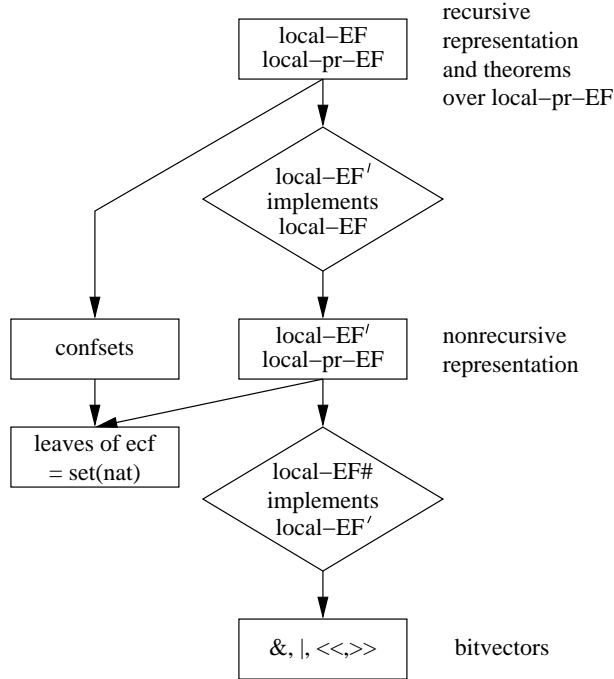 local−EF
local−pr−EF
recursive
representation
and theorems
over local−pr−EF
local−EF′
implements
local−EF
confsets
local−EF′
local−pr−EF
nonrecursive
representation
leaves of ecf
= set(nat)
local−EF#
implements
local−EF′
&, |, <<,>>
bitvectors